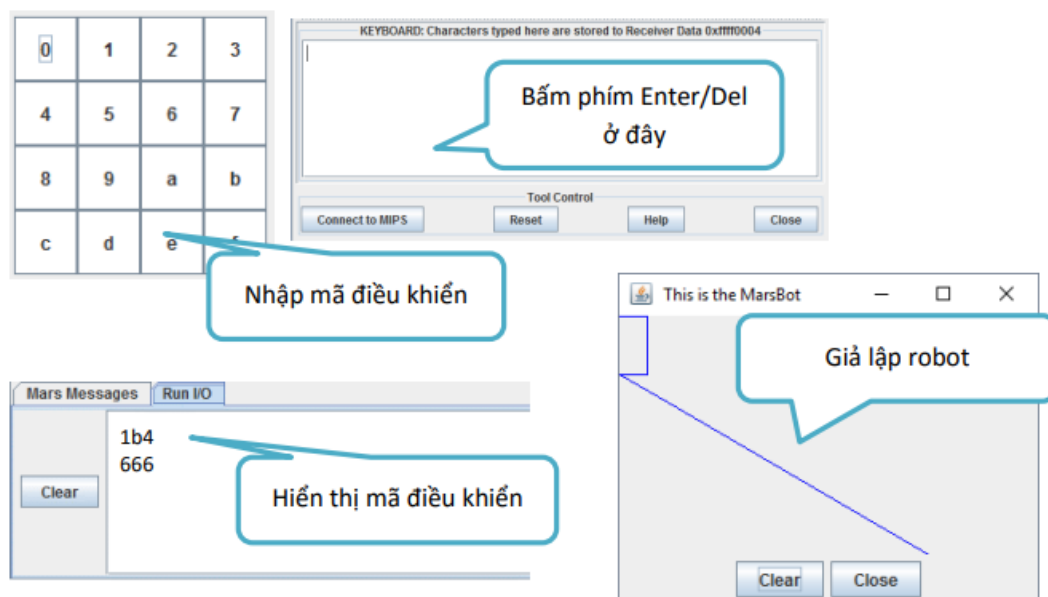 0 1 2 3
4 5 6 7
8 9 a b
c d e
Nhập mã điều khiển
KEYBOARD: Characters typed here are stored to Receiver Data 0xffff0004
Bấm phím Enter/Del
ở đây
Tool Control
Connect to MIPS Reset Help Close
This is the MarsBot
Giả lập robot
Clear Close
Mars Messages Run I/O
Clear
1b4
666
Hiển thị mã điều khiển